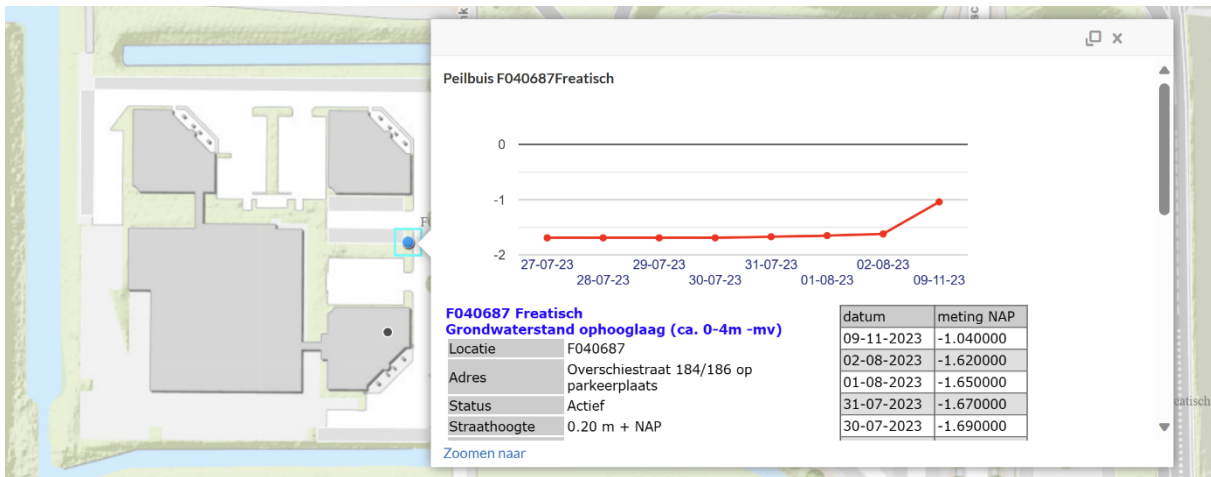 nk
sc
Peilbuis F040687Freatisch
0
-1
-2
27-07-23 29-07-23 31-07-23 02-08-23
28-07-23 30-07-23 01-08-23 09-11-23
F040687 Freatisch
Grondwaterstand ophooglaag (ca. 0-4m -mv)
Locatie F040687
Adres Overschiestraat 184/186 op
parkeerplaats
Status Actief
Straathoogte 0.20 m + NAP
datum meting NAP
09-11-2023 -1.040000
02-08-2023 -1.620000
01-08-2023 -1.650000
31-07-2023 -1.670000
30-07-2023 -1.690000
Zoomen naar
F
eatisch